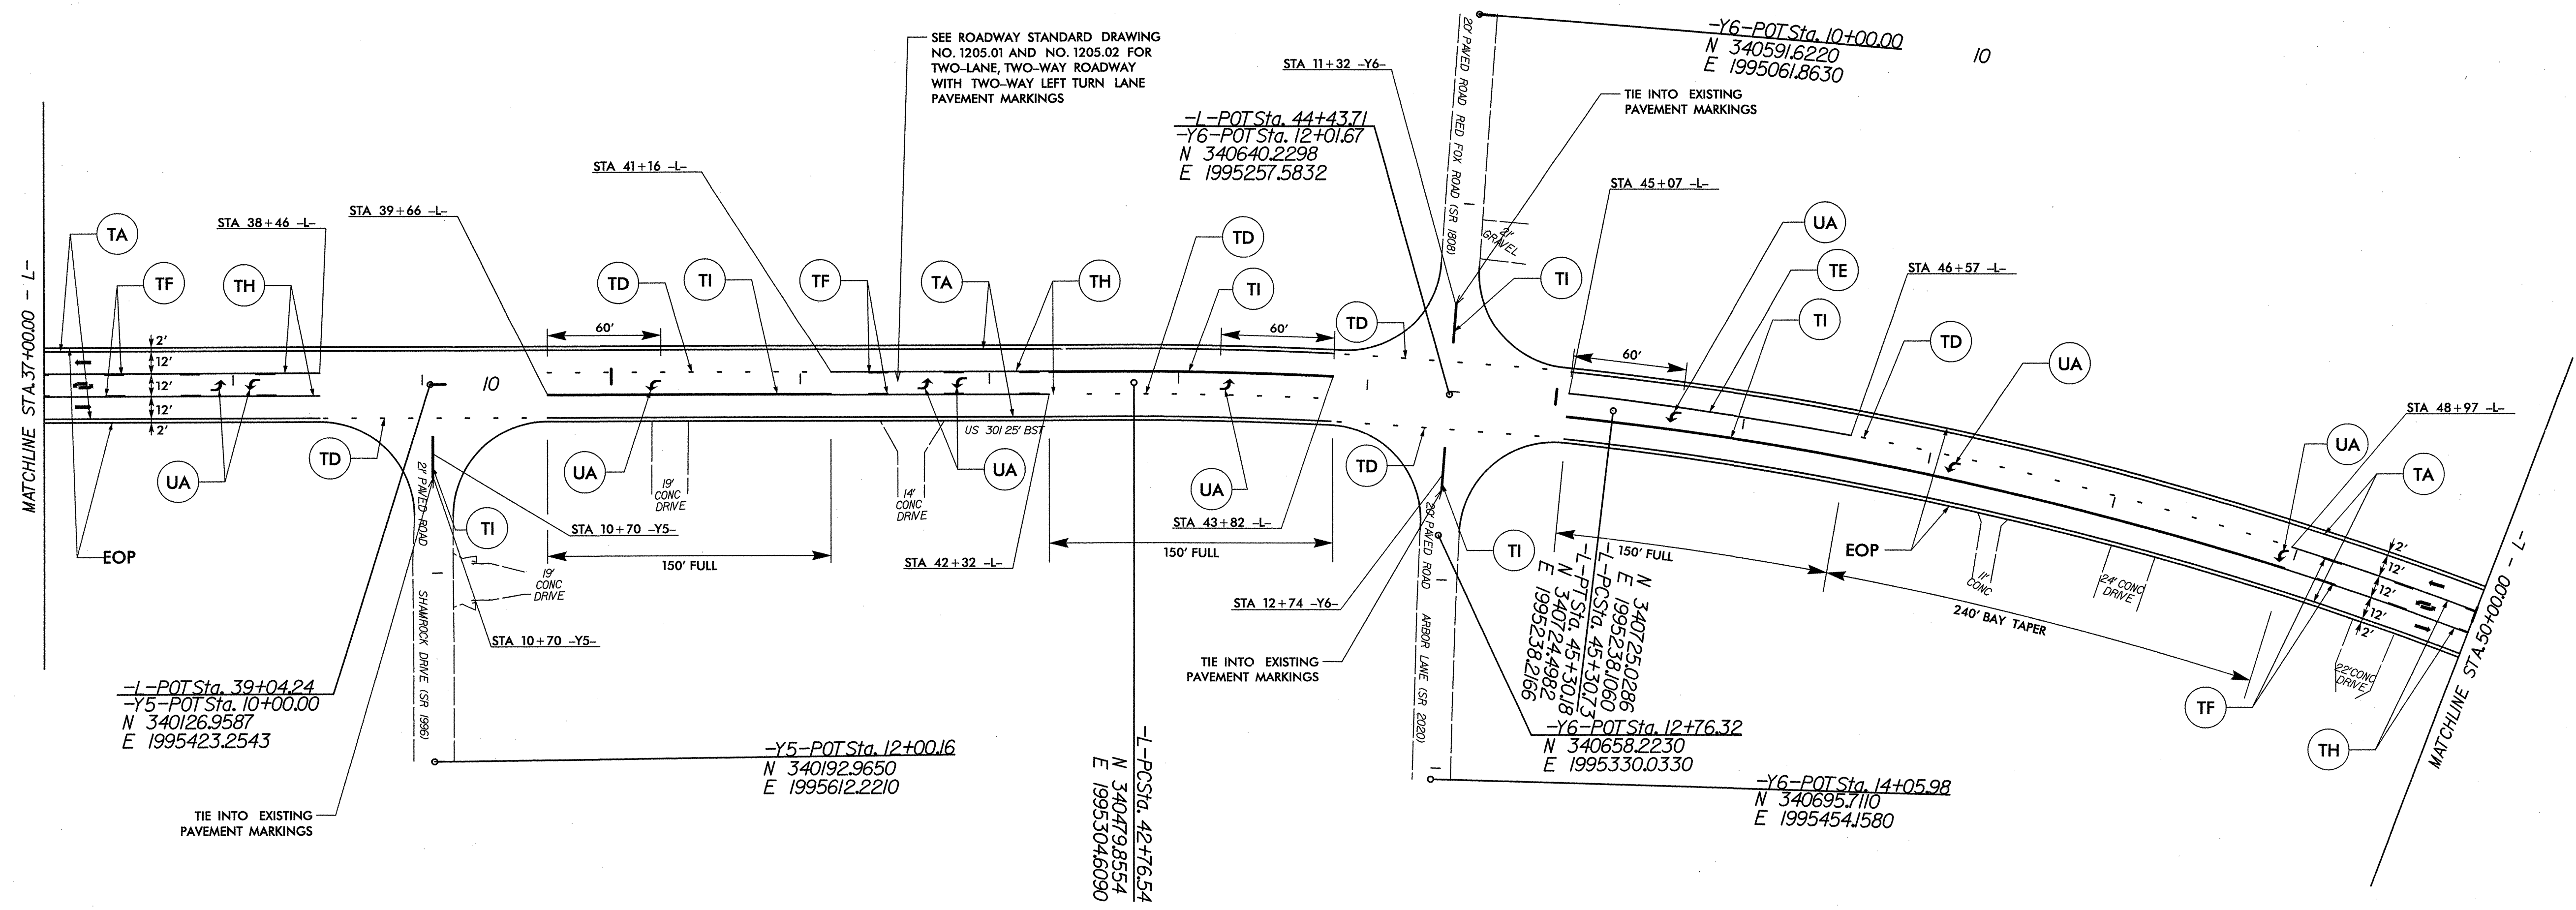 -Y6-POT Sta. 10+00.00
N 340591.6220
E 1995061.8630
10
SEE ROADWAY STANDARD DRAWING
NO. 1205.01 AND NO. 1205.02 FOR
TWO-LANE, TWO-WAY ROADWAY
WITH TWO-WAY LEFT TURN LANE
PAVEMENT MARKINGS
STA 11+32 -Y6-
20' PAVED ROAD RED FOX ROAD (SR 1808)
TIE INTO EXISTING
PAVEMENT MARKINGS
-L-POT Sta. 44+43.71
-Y6-POT Sta. 12+01.67
N 340640.2298
E 1995257.5832
STA 41+16 -L-
STA 45+07 -L-
STA 39+66 -L-
STA 38+46 -L-
TA
TF
TH
TD
TI
TF
TA
TH
TD
TI
21'
GRAVEL
TI
UA
TE
TI
STA 46+57 -L-
TD
UA
STA 48+97 -L-
UA
TA
MATCHLINE STA.37+00.00 - L-
2'
12'
12'
12'
2'
60'
60'
TD
60'
10
UA
TD
EOP
21' PAVED ROAD
SHAMROCK DRIVE (SR 1996)
TI
UA
19'
CONC
DRIVE
14'
CONC
DRIVE
US 301 25' BST
UA
UA
TD
STA 10+70 -Y5-
150' FULL
STA 42+32 -L-
STA 43+82 -L-
150' FULL
19'
CONC
DRIVE
STA 10+70 -Y5-
TI
20' PAVED ROAD
ARBOR LANE (SR 2020)
150' FULL
EOP
11'
CONC
24' CONC
DRIVE
240' BAY TAPER
2'
12'
12'
12'
2'
22' CONC
DRIVE
TF
TH
MATCHLINE STA.50+00.00 - L-
STA 12+74 -Y6-
TIE INTO EXISTING
PAVEMENT MARKINGS
N 340725.0286
E 1995238.1060
-L-PCSta. 45+30.73
-L-PTSta. 45+30.18
N 340724.4982
E 1995238.2166
-L-POT Sta. 39+04.24
-Y5-POT Sta. 10+00.00
N 340126.9587
E 1995423.2543
-Y5-POT Sta. 12+00.16
N 340192.9650
E 1995612.2210
-L-PCSta. 42+76.54
N 340479.8554
E 1995304.6090
-Y6-POT Sta. 12+76.32
N 340658.2230
E 1995330.0330
-Y6-POT Sta. 14+05.98
N 340695.7110
E 1995454.1580
TIE INTO EXISTING
PAVEMENT MARKINGS